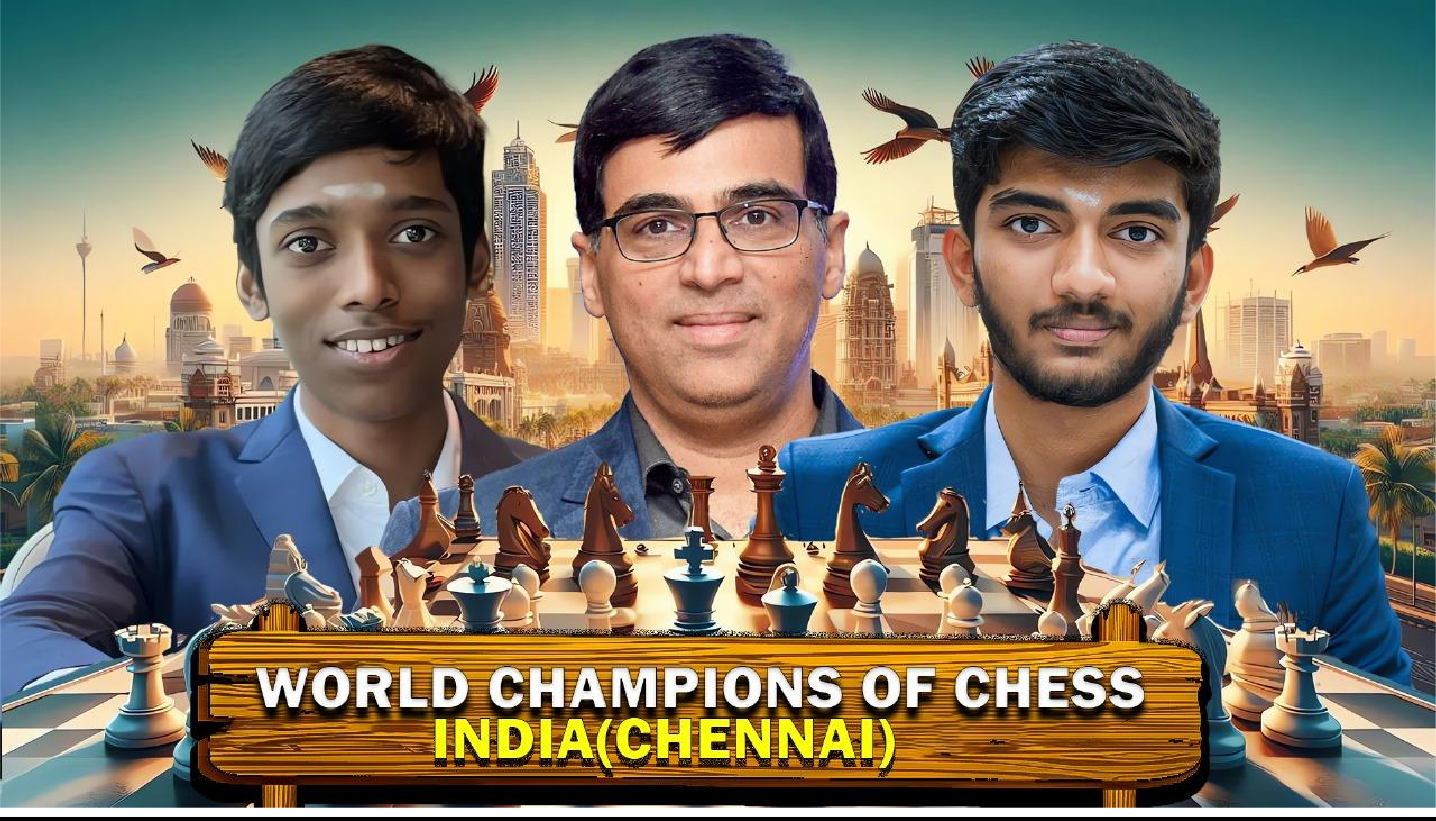 WORLD CHAMPIONS OF CHESS
INDIA(CHENNAI)